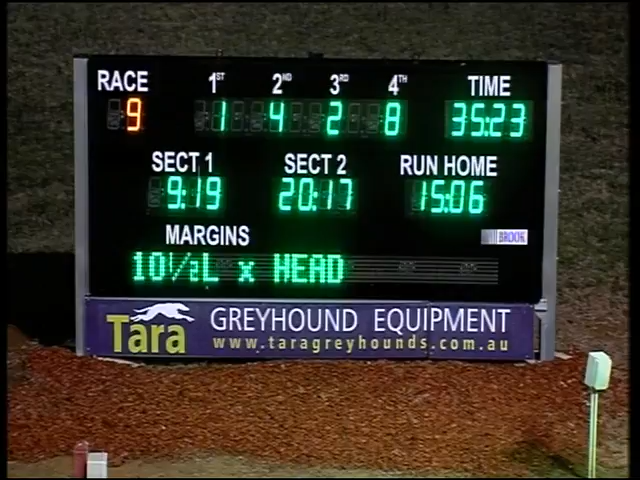 RACE 1ST 2ND 3RD 4TH TIME
9 1 4 2 8 35:23
SECT 1 SECT 2 RUN HOME
9:19 20:17 15:06
MARGINS
BROOK
10½L x HEAD
Tara GREYHOUND EQUIPMENT
www.taragreyhounds.com.au